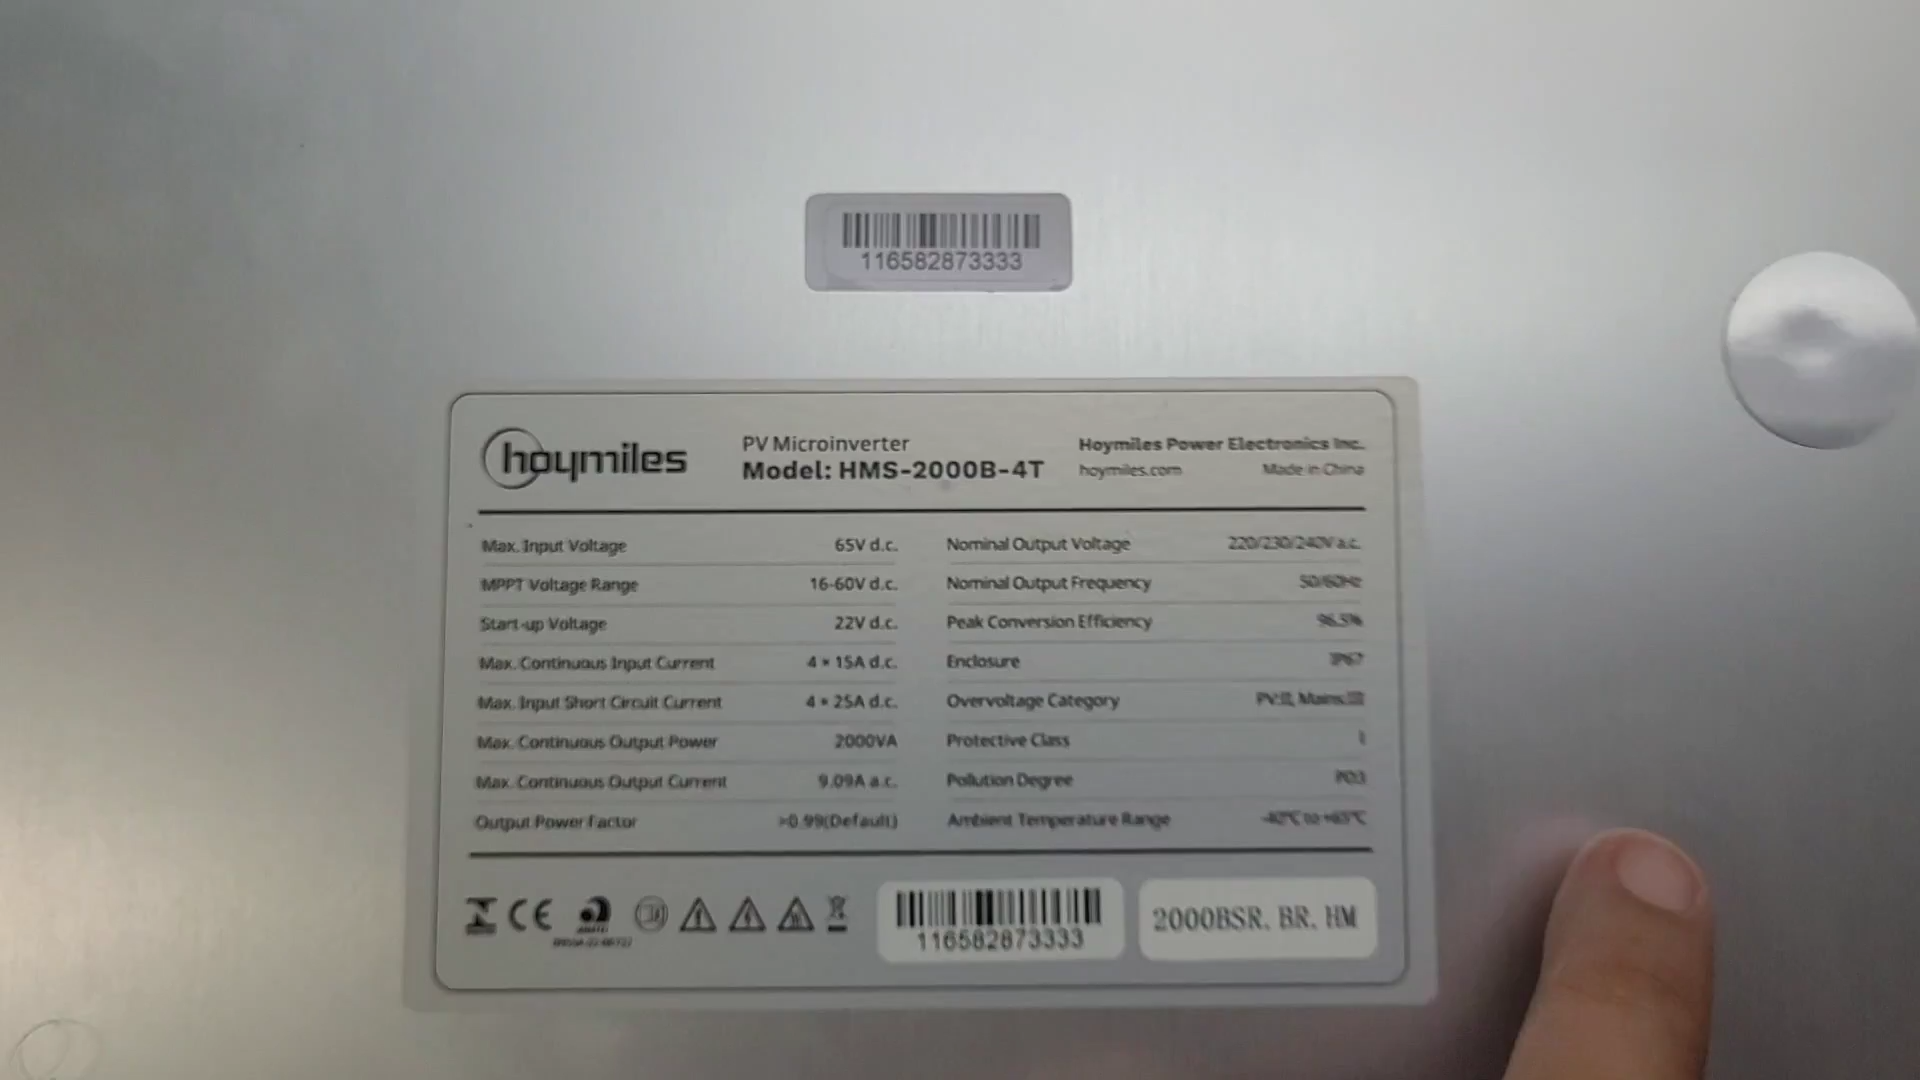 116582873333
hoymiles
PV Microinverter
Model: HMS-2000B-4T
Hoymiles Power Electronics Inc.
hoymiles.com Made in China
Max. Input Voltage 65V d.c.
MPPT Voltage Range 16-60V d.c.
Start-up Voltage 22V d.c.
Max. Continuous Input Current 4 × 15A d.c.
Max. Input Short Circuit Current 4 × 25A d.c.
Max. Continuous Output Power 2000VA
Max. Continuous Output Current 9.09A a.c.
Output Power Factor >0.99(Default)
Nominal Output Voltage 220/230/240V a.c.
Nominal Output Frequency 50/60Hz
Peak Conversion Efficiency 96.5%
Enclosure IP67
Overvoltage Category PV:II, Mains:III
Protective Class I
Pollution Degree PD3
Ambient Temperature Range -40°C to +65°C
CE
116582873333
2000BSR, BR, HM